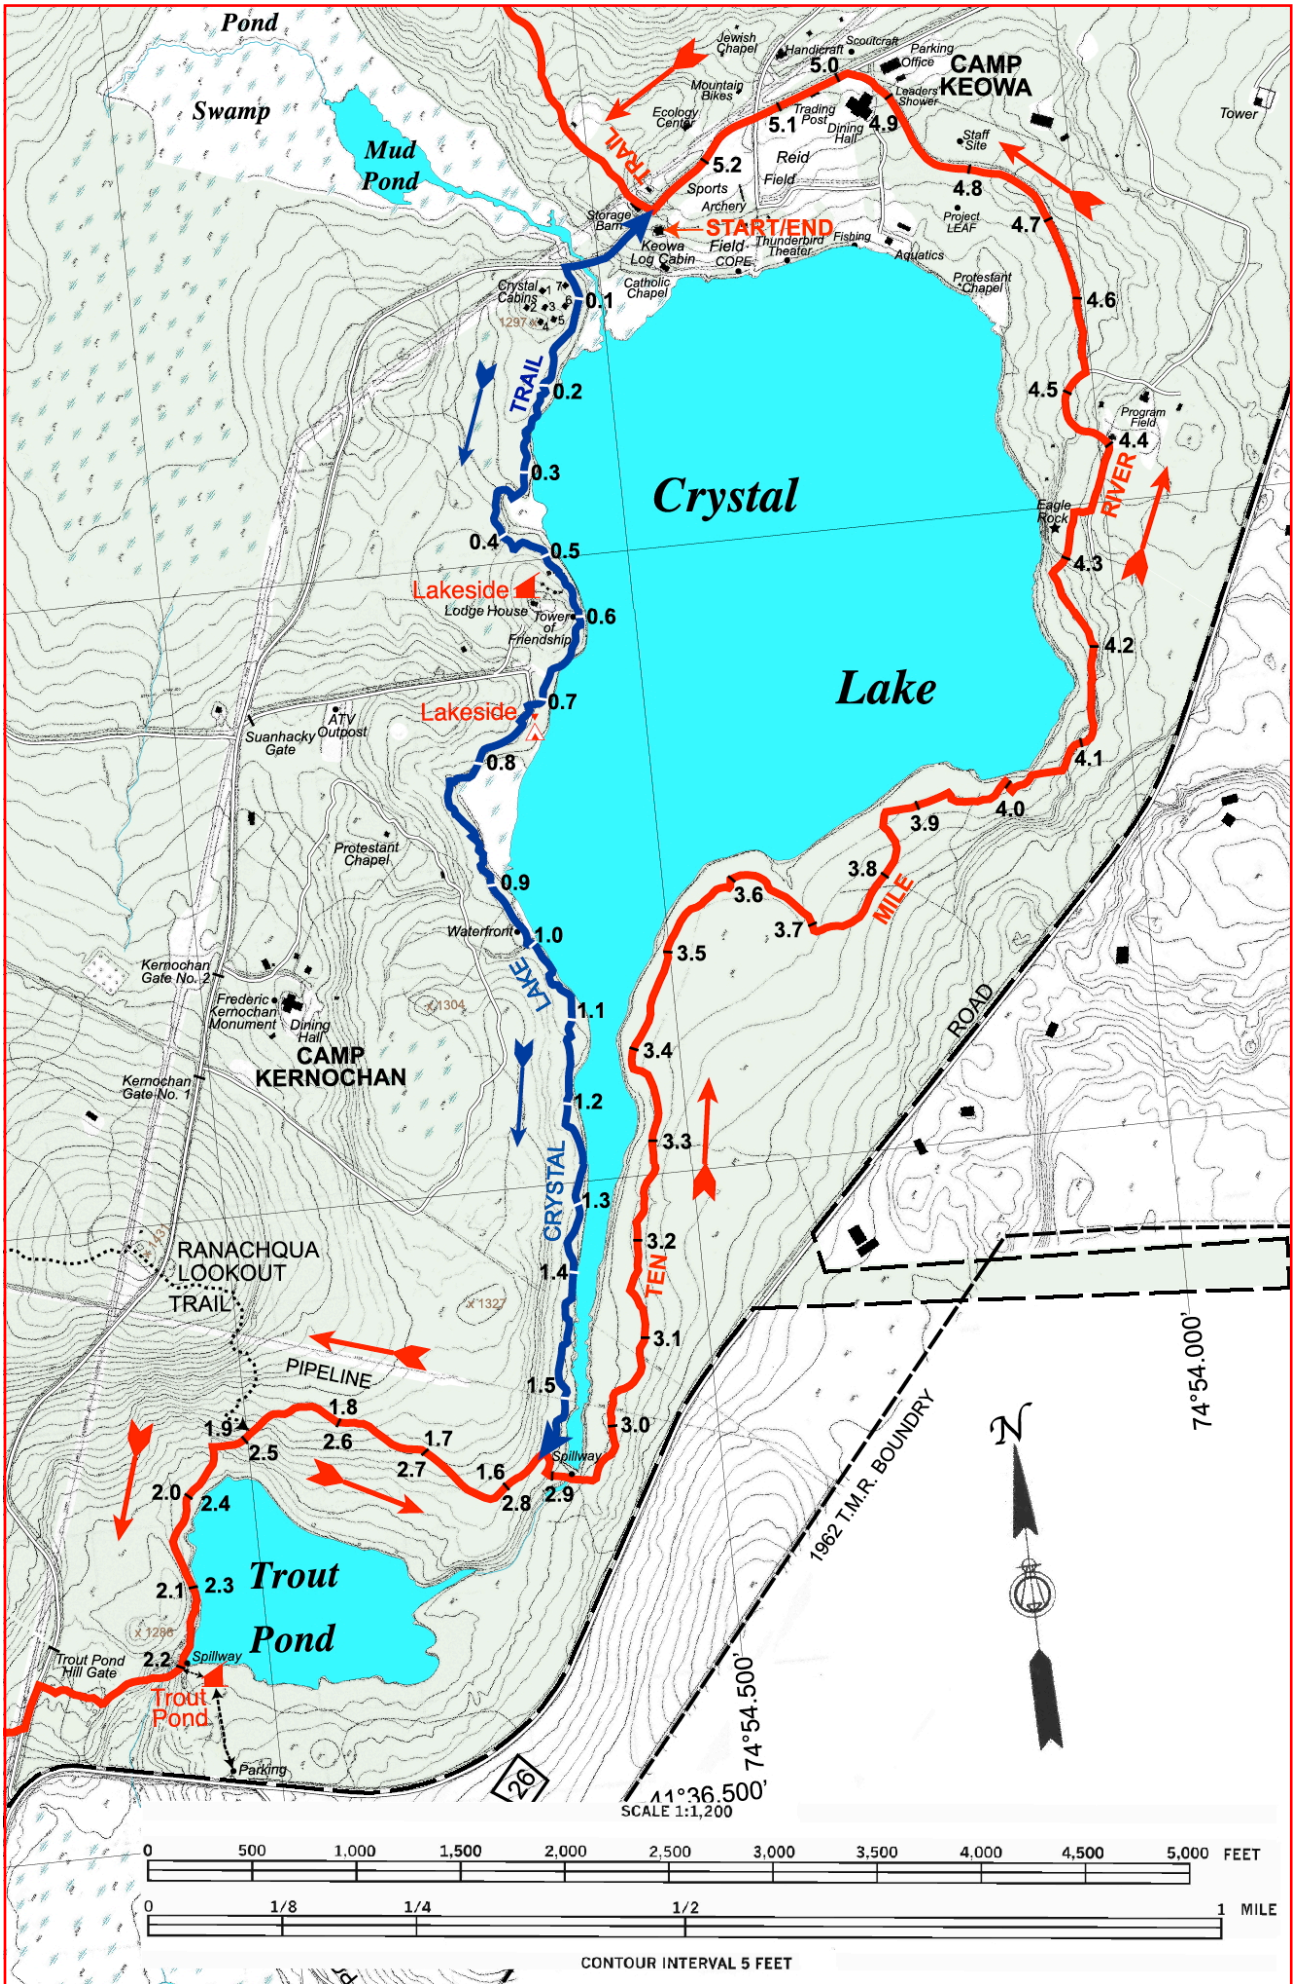 Pond
Swamp
Mud
Pond
Jewish
Chapel
Handicraft
Scoutcraft
Parking
Office
CAMP
KEOWA
Tower
5.0
Mountain
Bikes
Leaders
Shower
Ecology
Center
5.1
Trading
Post
Dining
Hall
4.9
TRAIL
5.2
Reid
Field
Staff
Site
4.8
Sports
Archery
Storage
Barn
START/END
Project
LEAF
4.7
Keowa
Log Cabin
Field
COPE
Thunderbird
Theater
Fishing
Aquatics
Catholic
Chapel
Protestant
Chapel
Crystal
Cabins
1
7
2
3
6
4
5
1297 x
0.1
4.6
TRAIL
0.2
4.5
Program
Field
4.4
0.3
Crystal
RIVER
Eagle
Rock
0.4
0.5
4.3
Lakeside
Lodge House
Tower
of
Friendship
0.6
4.2
Lake
Lakeside
0.7
Suanhacky
Gate
ATV
Outpost
0.8
4.1
4.0
3.9
Protestant
Chapel
3.8
0.9
3.6
MILE
3.7
Waterfront
1.0
3.5
Kernochan
Gate No. 2
LAKE
Frederic
Kernochan
Monument
Dining
Hall
x 1304
1.1
ROAD
3.4
CAMP
KERNOCHAN
Kernochan
Gate No. 1
1.2
3.3
CRYSTAL
1.3
3.2
RANACHQUA
LOOKOUT
TRAIL
1.4
TEN
x 1327
3.1
PIPELINE
1.5
74°54.000'
1.8
3.0
1.9
2.5
2.6
1.7
2.7
1.6
Spillway
N
2.0
2.4
2.8
2.9
1962 T.M.R. BOUNDRY
2.1
2.3
Trout
Pond
x 1288
Trout Pond
Hill Gate
2.2
Spillway
Trout
Pond
74°54.500'
Parking
26
41°36.500'
SCALE 1:1,200
0 500 1,000 1,500 2,000 2,500 3,000 3,500 4,000 4,500 5,000 FEET
0 1/8 1/4 1/2 1 MILE
CONTOUR INTERVAL 5 FEET